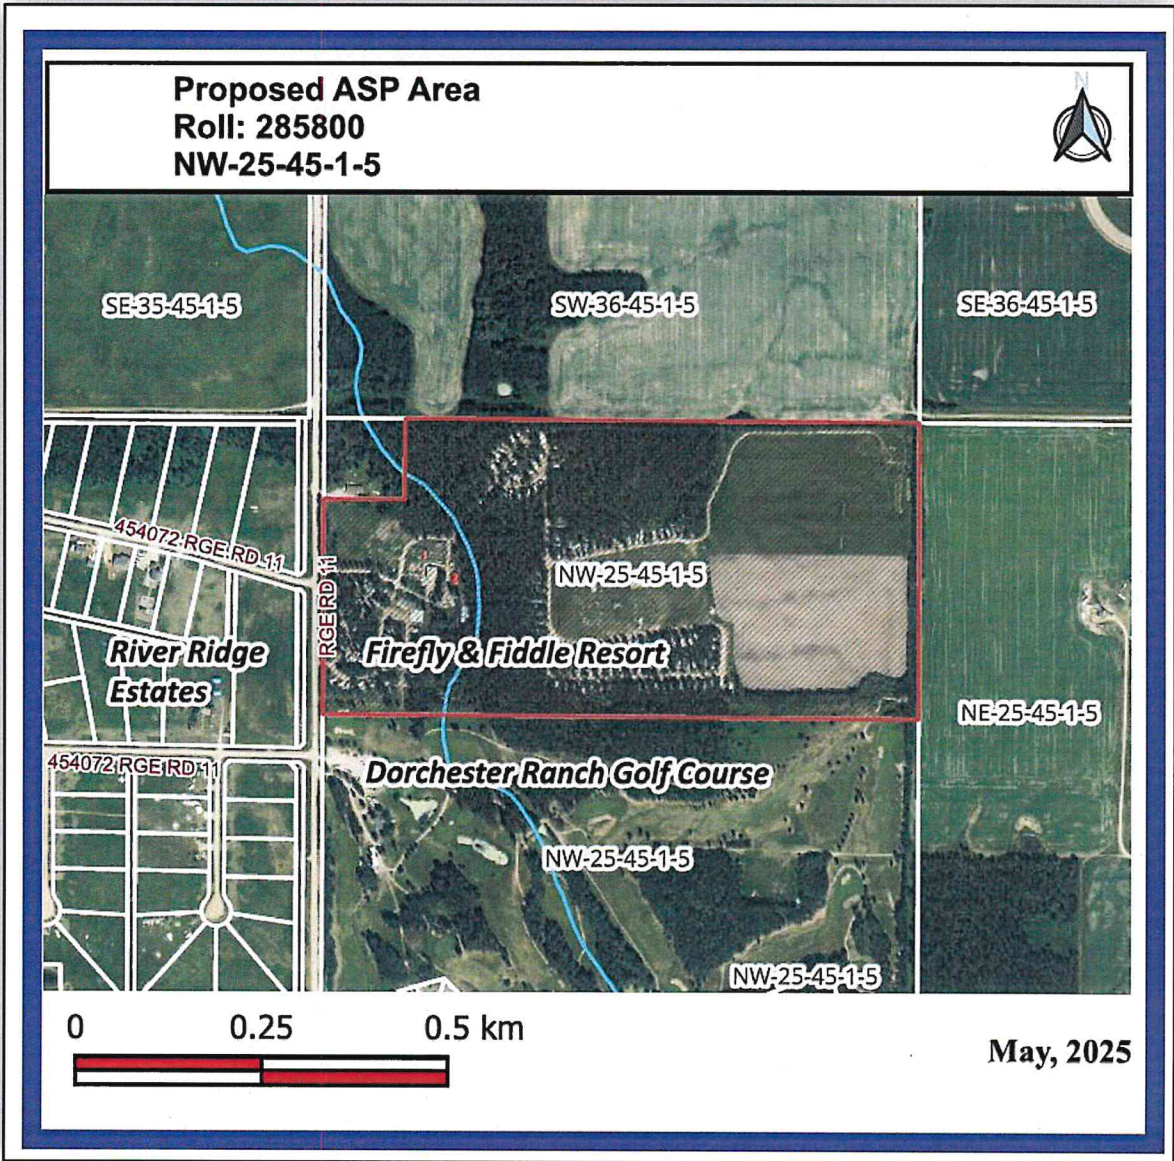 Proposed ASP Area
Roll: 285800
NW-25-45-1-5
N
SE-35-45-1-5
SW-36-45-1-5
SE-36-45-1-5
454072 RGE RD 11
RGE RD 11
NW-25-45-1-5
River Ridge
Estates
Firefly & Fiddle Resort
NE-25-45-1-5
454072 RGE RD 11
Dorchester Ranch Golf Course
NW-25-45-1-5
NW-25-45-1-5
0 0.25 0.5 km
May, 2025